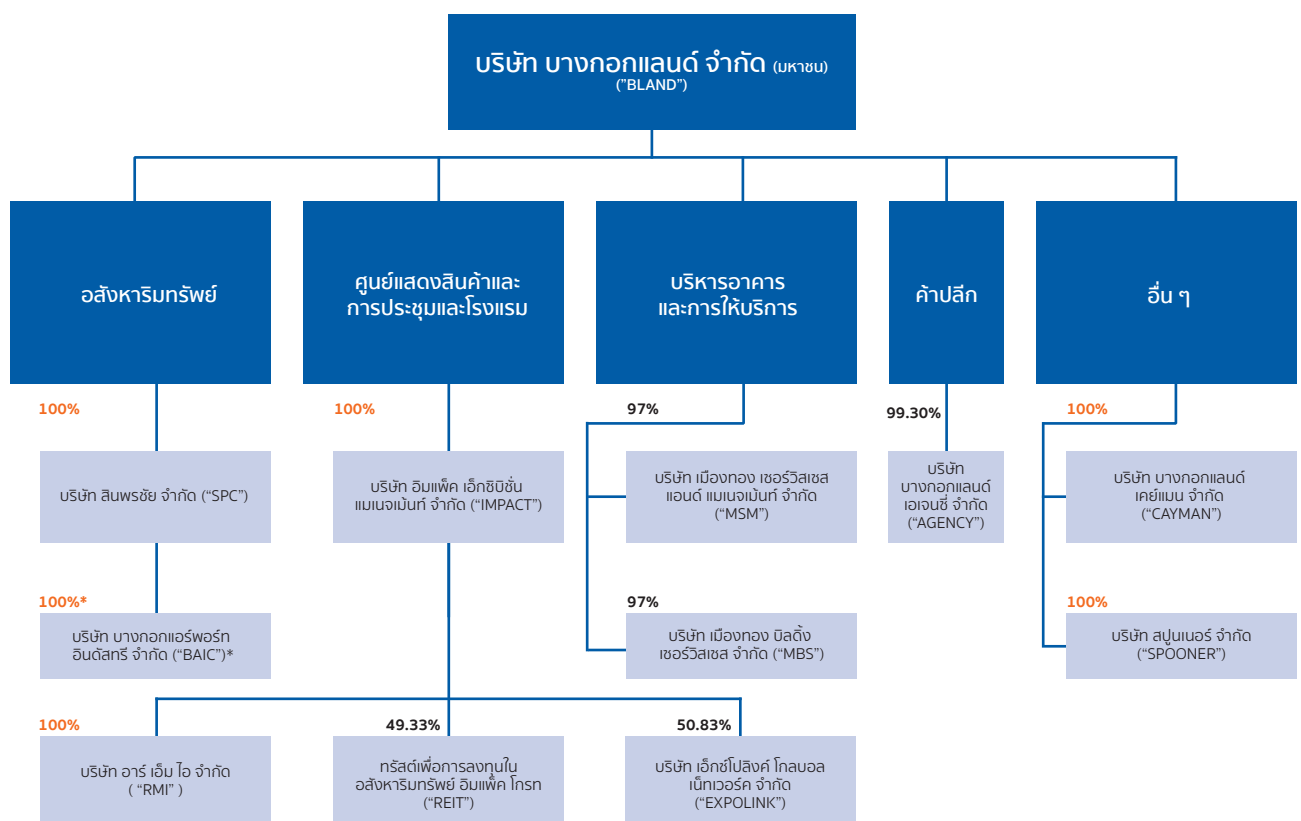 บริษัท บางกอกแลนด์ จำกัด (มหาชน)
("BLAND")
อสังหาริมทรัพย์
ศูนย์แสดงสินค้าและ
การประชุมและโรงแรม
บริหารอาคาร
และการให้บริการ
ค้าปลีก
อื่น ๆ
100%
100%
97%
99.30%
100%
บริษัท สินพรชัย จำกัด (“SPC”)
บริษัท อิมแพ็ค เอ็กซิบิชั่น
แมเนจเม้นท์ จำกัด (“IMPACT”)
บริษัท เมืองทอง เซอร์วิสเซส
แอนด์ แมเนจเม้นท์ จำกัด
(“MSM”)
บริษัท
บางกอกแลนด์
เอเจนซี่ จำกัด
(“AGENCY”)
บริษัท บางกอกแลนด์
เคย์แมน จำกัด
(“CAYMAN”)
100%*
97%
100%
บริษัท บางกอกแอร์พอร์ท
อินดัสทรี จำกัด (“BAIC”)*
บริษัท เมืองทอง บิลดิ้ง
เซอร์วิสเซส จำกัด (“MBS”)
บริษัท สปูนเนอร์ จำกัด
(“SPOONER”)
100%
49.33%
50.83%
บริษัท อาร์ เอ็ม ไอ จำกัด
( “RMI” )
ทรัสต์เพื่อการลงทุนใน
อสังหาริมทรัพย์ อิมแพ็ค โกรท
(“REIT”)
บริษัท เอ็กซ์โปลิงค์ โกลบอล
เน็ทเวอร์ค จำกัด
(“EXPOLINK”)